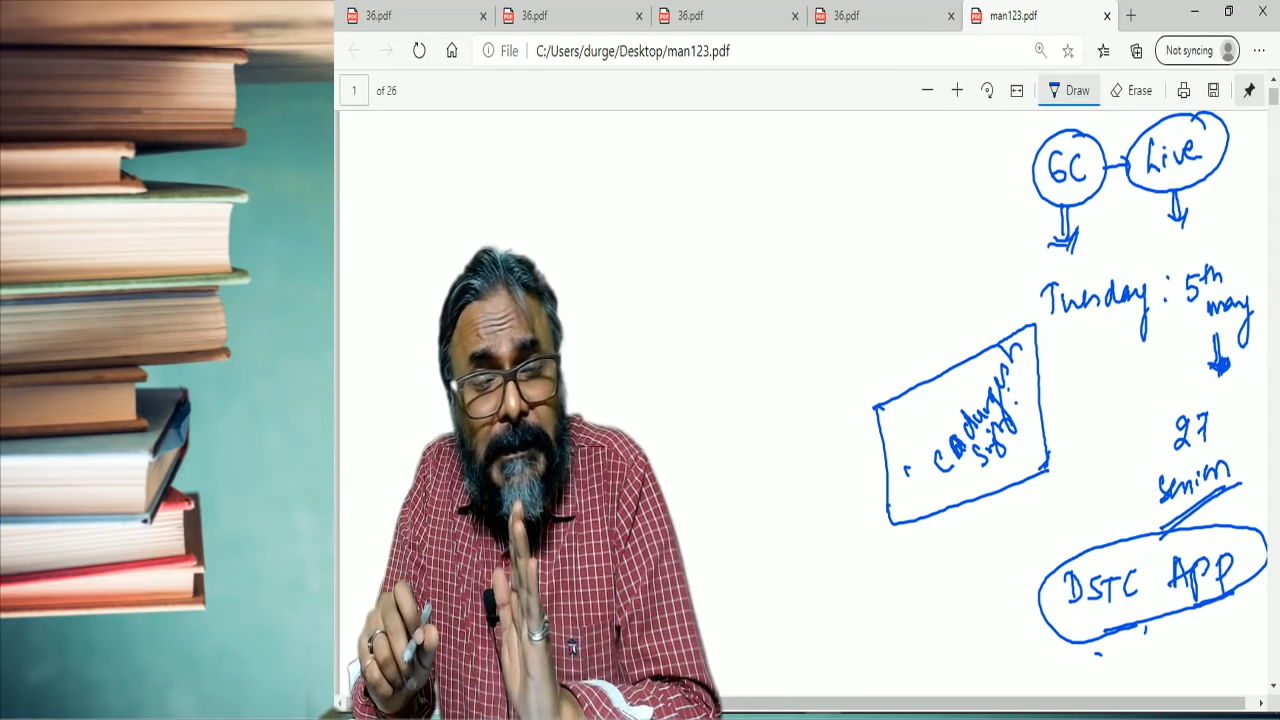 36.pdf
36.pdf
36.pdf
36.pdf
man123.pdf
File
C:/Users/durge/Desktop/man123.pdf
Not syncing
1 of 26
Draw
Erase
GC → Live
Tuesday : 5th may
27
DSTC APP